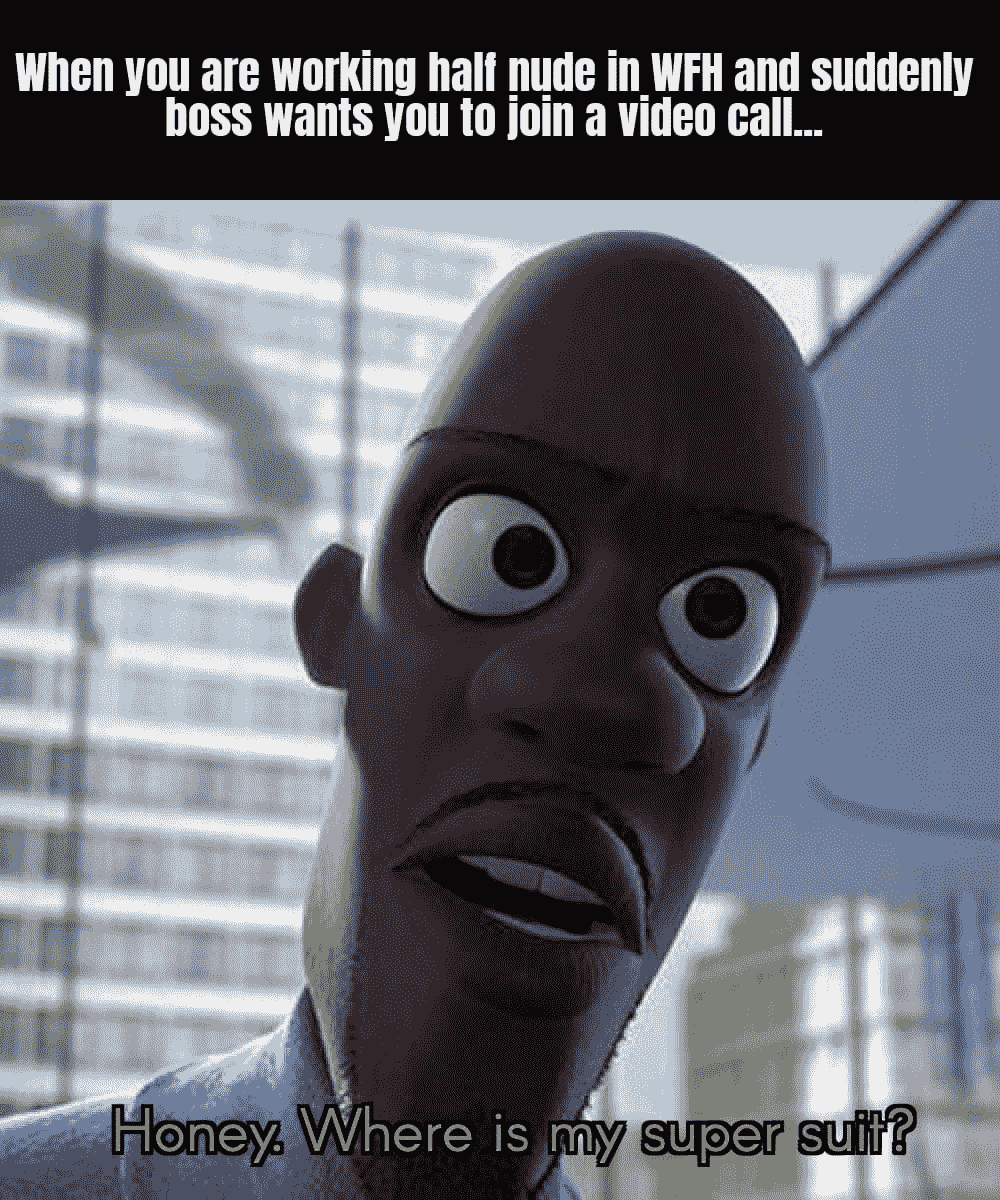 When you are working half nude in WFH and suddenly
boss wants you to join a video call...
Honey. Where is my super suit?